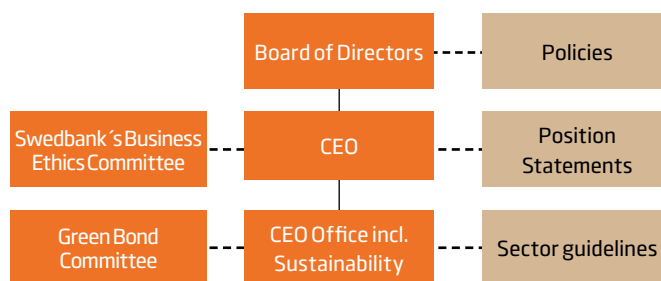 Board of Directors
Policies
Swedbank´s Business
Ethics Committee
CEO
Position
Statements
Green Bond
Committee
CEO Office incl.
Sustainability
Sector guidelines